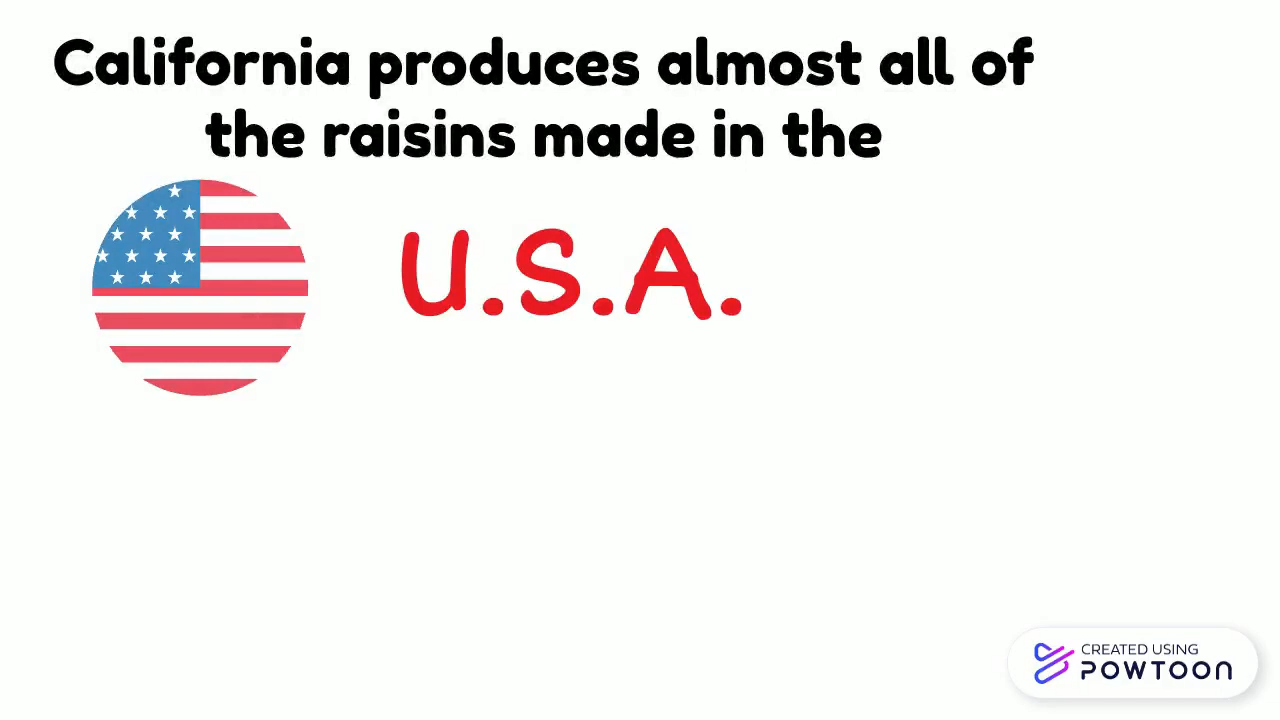 California produces almost all of
the raisins made in the
U.S.A.
CREATED USING
POWTOON